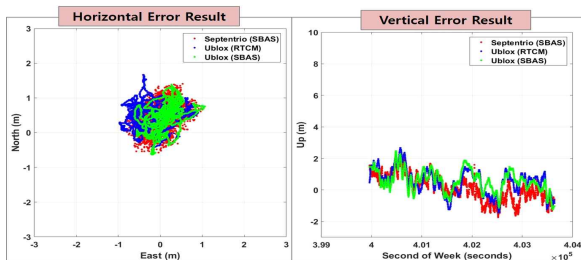 Horizontal Error Result
Septentrio (SBAS)
Ublox (RTCM)
Ublox (SBAS)
North (m)
3
2
1
0
-1
-2
-3
-3
-2
-1
0
1
2
3
East (m)
Vertical Error Result
Septentrio (SBAS)
Ublox (RTCM)
Ublox (SBAS)
Up (m)
10
8
6
4
2
0
-2
3.99
4
4.01
4.02
4.03
4.04
×10⁵
Second of Week (seconds)